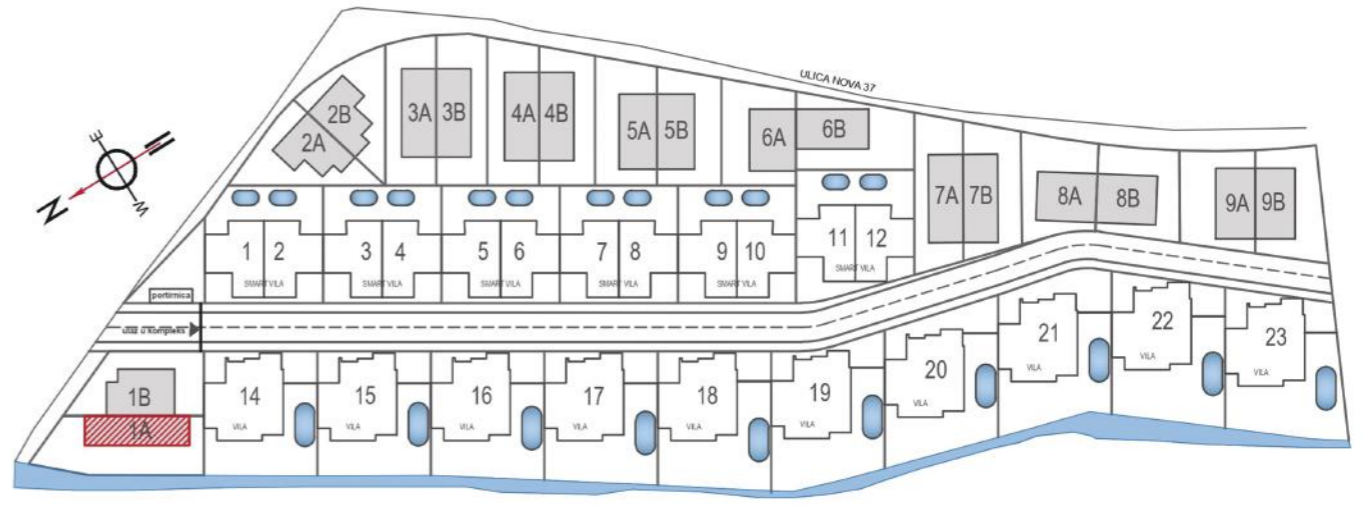 ULICA NOVA 37
E
N
W
2A
2B
3A
3B
4A
4B
5A
5B
6A
6B
7A
7B
8A
8B
9A
9B
1
2
SMART VILA
3
4
SMART VILA
5
6
SMART VILA
7
8
SMART VILA
9
10
SMART VILA
11
12
SMART VILA
portirnica
ulaz u kompleks
1B
1A
14
VILA
15
VILA
16
VILA
17
VILA
18
VILA
19
VILA
20
VILA
21
VILA
22
VILA
23
VILA